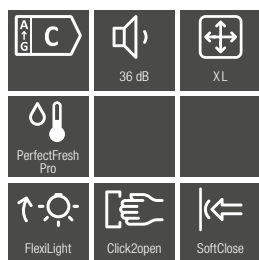 A
↑
G
C
36 dB
XL
PerfectFresh
Pro
FlexiLight
Click2open
SoftClose